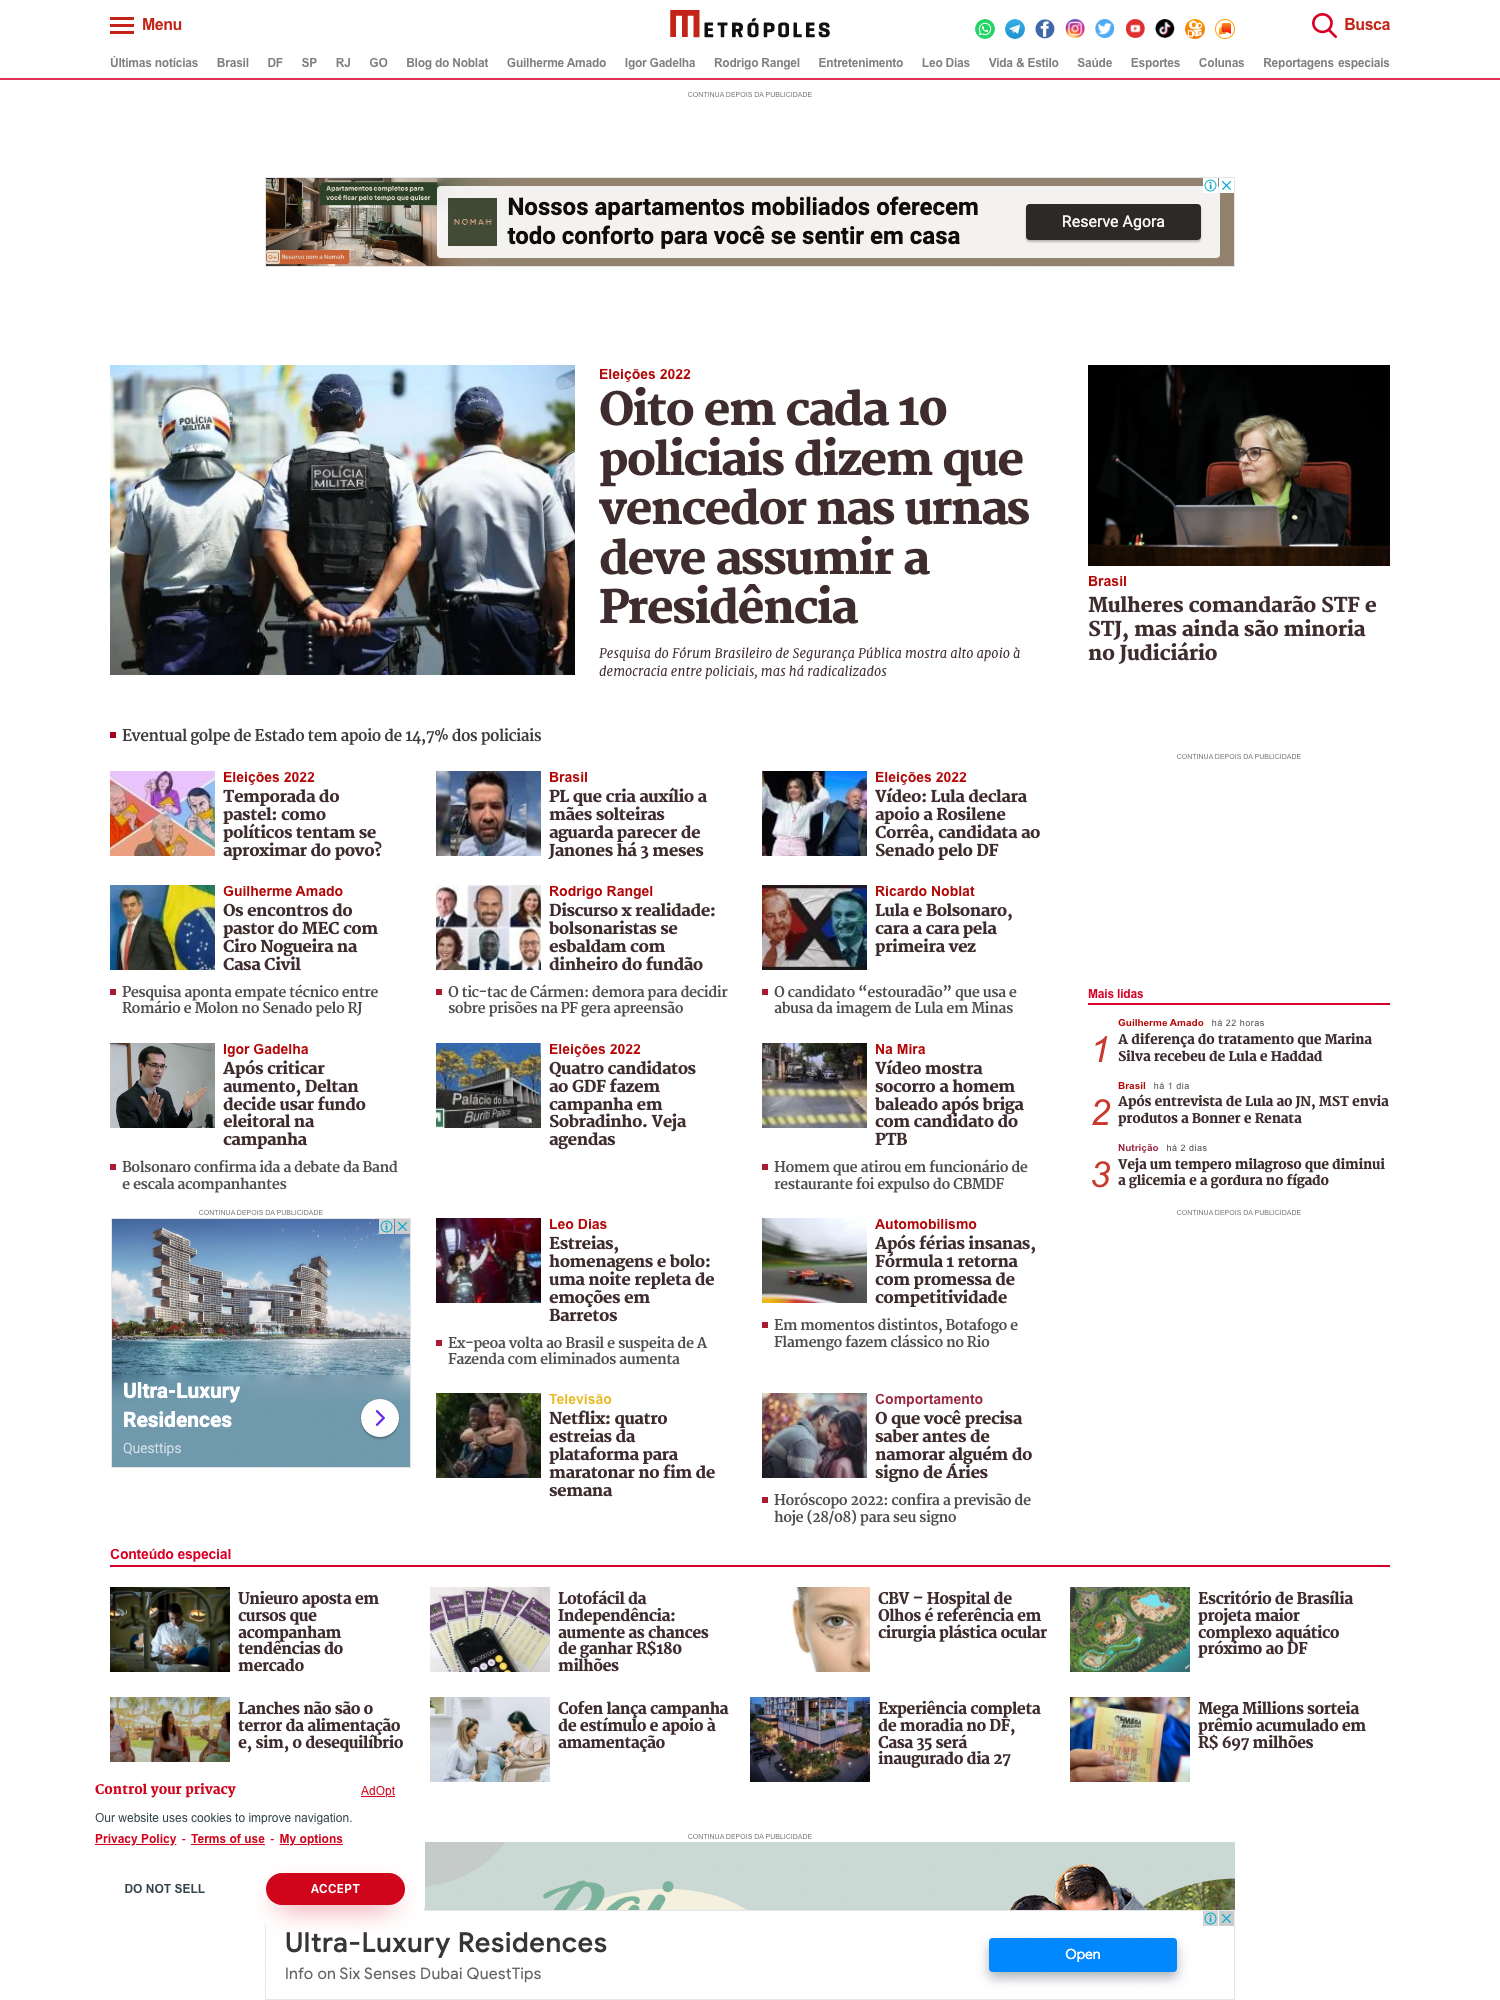 Menu
METRÓPOLES
Busca
Últimas notícias Brasil DF SP RJ GO Blog do Noblat Guilherme Amado Igor Gadelha Rodrigo Rangel Entretenimento Leo Dias Vida & Estilo Saúde Esportes Colunas Reportagens especiais
CONTINUA DEPOIS DA PUBLICIDADE
Apartamentos completos para
você ficar pelo tempo que quiser
Reserve com a Nomah
NOMAH
Nossos apartamentos mobiliados oferecem
todo conforto para você se sentir em casa
Reserve Agora
POLÍCIA
MILITAR
POLÍCIA
MILITAR
Eleições 2022
Oito em cada 10
policiais dizem que
vencedor nas urnas
deve assumir a
Presidência
Pesquisa do Fórum Brasileiro de Segurança Pública mostra alto apoio à
democracia entre policiais, mas há radicalizados
Brasil
Mulheres comandarão STF e
STJ, mas ainda são minoria
no Judiciário
Eventual golpe de Estado tem apoio de 14,7% dos policiais
Eleições 2022
Temporada do
pastel: como
políticos tentam se
aproximar do povo?
Brasil
PL que cria auxílio a
mães solteiras
aguarda parecer de
Janones há 3 meses
Eleições 2022
Vídeo: Lula declara
apoio a Rosilene
Corrêa, candidata ao
Senado pelo DF
CONTINUA DEPOIS DA PUBLICIDADE
Guilherme Amado
Os encontros do
pastor do MEC com
Ciro Nogueira na
Casa Civil
Pesquisa aponta empate técnico entre
Romário e Molon no Senado pelo RJ
Rodrigo Rangel
Discurso x realidade:
bolsonaristas se
esbaldam com
dinheiro do fundão
O tic-tac de Cármen: demora para decidir
sobre prisões na PF gera apreensão
Ricardo Noblat
Lula e Bolsonaro,
cara a cara pela
primeira vez
O candidato “estouradão” que usa e
abusa da imagem de Lula em Minas
Mais lidas
1
Guilherme Amado há 22 horas
A diferença do tratamento que Marina
Silva recebeu de Lula e Haddad
2
Brasil há 1 dia
Após entrevista de Lula ao JN, MST envia
produtos a Bonner e Renata
3
Nutrição há 2 dias
Veja um tempero milagroso que diminui
a glicemia e a gordura no fígado
CONTINUA DEPOIS DA PUBLICIDADE
Igor Gadelha
Após criticar
aumento, Deltan
decide usar fundo
eleitoral na
campanha
Bolsonaro confirma ida a debate da Band
e escala acompanhantes
Palácio do Buriti
Buriti Palace
Eleições 2022
Quatro candidatos
ao GDF fazem
campanha em
Sobradinho. Veja
agendas
Na Mira
Vídeo mostra
socorro a homem
baleado após briga
com candidato do
PTB
Homem que atirou em funcionário de
restaurante foi expulso do CBMDF
CONTINUA DEPOIS DA PUBLICIDADE
Ultra-Luxury
Residences
Questtips
Leo Dias
Estreias,
homenagens e bolo:
uma noite repleta de
emoções em
Barretos
Ex-peoa volta ao Brasil e suspeita de A
Fazenda com eliminados aumenta
Automobilismo
Após férias insanas,
Fórmula 1 retorna
com promessa de
competitividade
Em momentos distintos, Botafogo e
Flamengo fazem clássico no Rio
Televisão
Netflix: quatro
estreias da
plataforma para
maratonar no fim de
semana
Comportamento
O que você precisa
saber antes de
namorar alguém do
signo de Áries
Horóscopo 2022: confira a previsão de
hoje (28/08) para seu signo
Conteúdo especial
Unieuro aposta em
cursos que
acompanham
tendências do
mercado
Lotofácil da
Independência:
aumente as chances
de ganhar R$180
milhões
CBV – Hospital de
Olhos é referência em
cirurgia plástica ocular
Escritório de Brasília
projeta maior
complexo aquático
próximo ao DF
Lanches não são o
terror da alimentação
e, sim, o desequilíbrio
Cofen lança campanha
de estímulo e apoio à
amamentação
Experiência completa
de moradia no DF,
Casa 35 será
inaugurado dia 27
Mega Millions sorteia
prêmio acumulado em
R$ 697 milhões
Control your privacy
AdOpt
Our website uses cookies to improve navigation.
Privacy Policy - Terms of use - My options
DO NOT SELL
ACCEPT
CONTINUA DEPOIS DA PUBLICIDADE
Ultra-Luxury Residences
Info on Six Senses Dubai QuestTips
Open